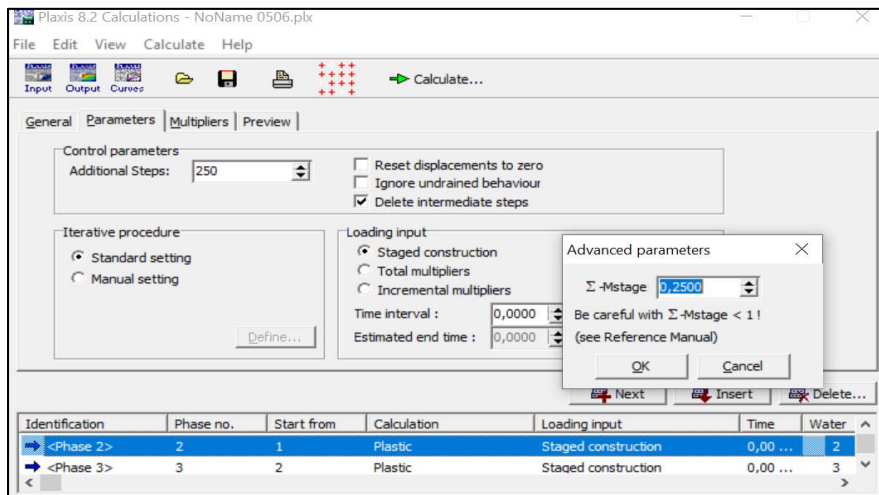 Plaxis 8.2 Calculations - NoName 0506.plx
File Edit View Calculate Help
Input Output Curves Calculate...
General Parameters Multipliers Preview
Control parameters
Additional Steps: 250
Reset displacements to zero
Ignore undrained behaviour
Delete intermediate steps
Iterative procedure
Standard setting
Manual setting
Define...
Loading input
Staged construction
Total multipliers
Incremental multipliers
Time interval : 0,0000
Estimated end time : 0,0000
Advanced parameters
Σ -Mstage 0,2500
Be careful with Σ -Mstage < 1 !
(see Reference Manual)
OK Cancel
Next Insert Delete...
Identification Phase no. Start from Calculation Loading input Time Water
<Phase 2> 2 1 Plastic Staged construction 0,00 ... 2
<Phase 3> 3 2 Plastic Staged construction 0,00 ... 3